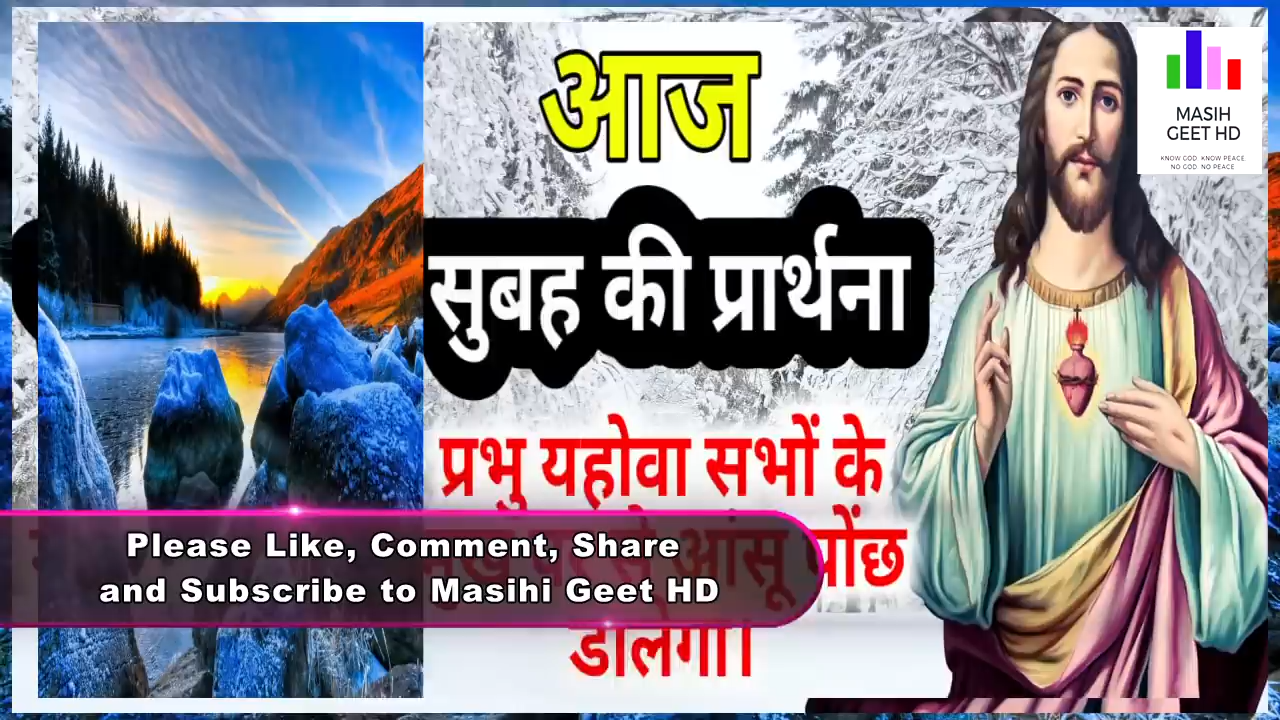 आज
सुबह की प्रार्थना
प्रभु यहोवा सभों के
मुख पर से आंसू पोंछ
डालेगा।
Please Like, Comment, Share
and Subscribe to Masihi Geet HD
MASIH
GEET HD
KNOW GOD KNOW PEACE
NO GOD NO PEACE